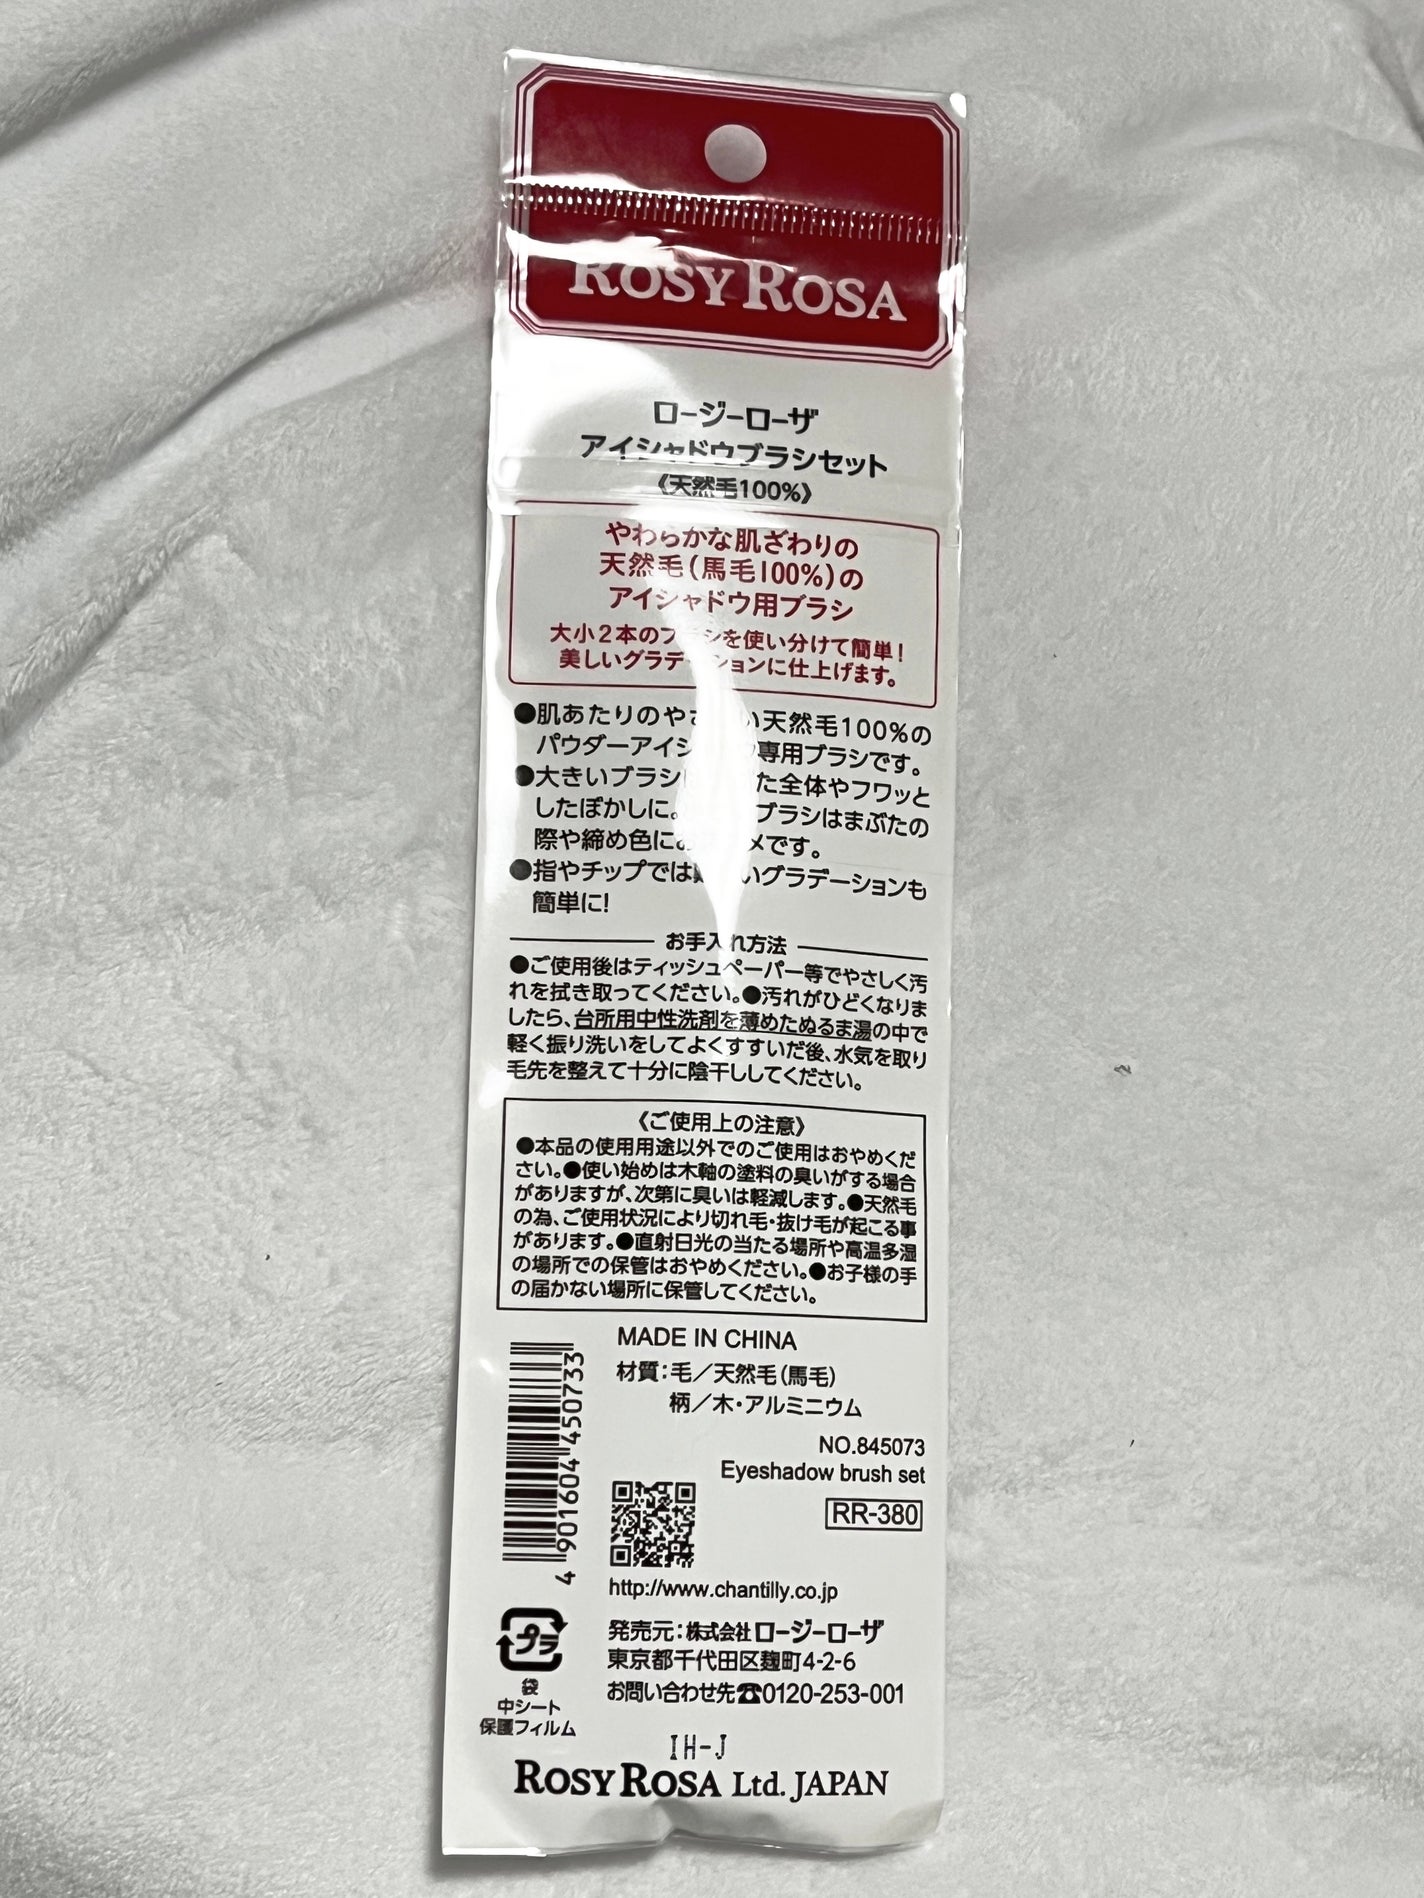 ROSY ROSA
ロージーローザ
アイシャドウブラシセット
《天然毛100%》
やわらかな肌ざわりの
天然毛(馬毛100%)の
アイシャドウ用ブラシ
大小2本のブラシを使い分けて簡単!
美しいグラデーションに仕上げます。
●肌あたりのやさ い天然毛100%の
パウダーアイシ 専用ブラシです。
●大きいブラシ た全体やフワッと
したぼかしに。 ブラシはまぶたの
際や締め色にお メです。
●指やチップでは いグラデーションも
簡単に!
お手入れ方法
●ご使用後はティッシュペーパー等でやさしく汚
れを拭き取ってください。●汚れがひどくなりま
したら、台所用中性洗剤を薄めたぬるま湯の中で
軽く振り洗いをしてよくすすいだ後、水気を取り
毛先を整えて十分に陰干ししてください。
《ご使用上の注意》
●本品の使用用途以外でのご使用はおやめくだ
さい。●使い始めは木軸の塗料の臭いがする場合
がありますが、次第に臭いは軽減します。●天然毛
の為、ご使用状況により切れ毛・抜け毛が起こる事
があります。●直射日光の当たる場所や高温多湿
の場所での保管はおやめください。●お子様の手
の届かない場所に保管してください。
MADE IN CHINA
材質:毛/天然毛(馬毛)
柄/木・アルミニウム
NO.845073
Eyeshadow brush set
RR-380
4 901604 450733
http://www.chantilly.co.jp
プラ
袋
中シート
保護フィルム
発売元:株式会社ロージーローザ
東京都千代田区麹町4-2-6
お問い合わせ先☎0120-253-001
IH-J
ROSY ROSA Ltd. JAPAN